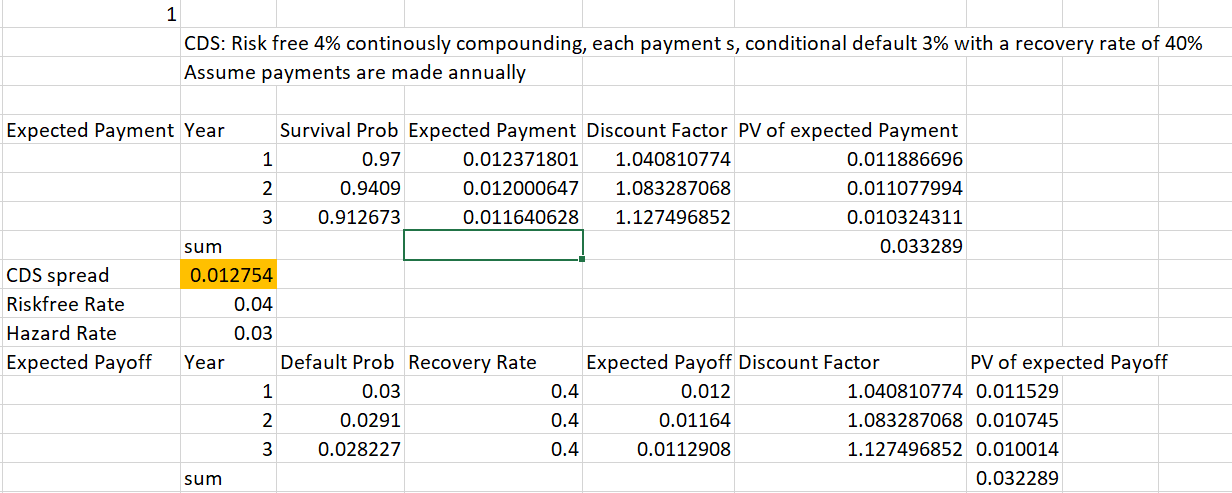 1
CDS: Risk free 4% continously compounding, each payment s, conditional default 3% with a recovery rate of 40%
Assume payments are made annually
Expected Payment Year Survival Prob Expected Payment Discount Factor PV of expected Payment
1 0.97 0.012371801 1.040810774 0.011886696
2 0.9409 0.012000647 1.083287068 0.011077994
3 0.912673 0.011640628 1.127496852 0.010324311
sum 0.033289
CDS spread 0.012754
Riskfree Rate 0.04
Hazard Rate 0.03
Expected Payoff Year Default Prob Recovery Rate Expected Payoff Discount Factor PV of expected Payoff
1 0.03 0.4 0.012 1.040810774 0.011529
2 0.0291 0.4 0.01164 1.083287068 0.010745
3 0.028227 0.4 0.0112908 1.127496852 0.010014
sum 0.032289